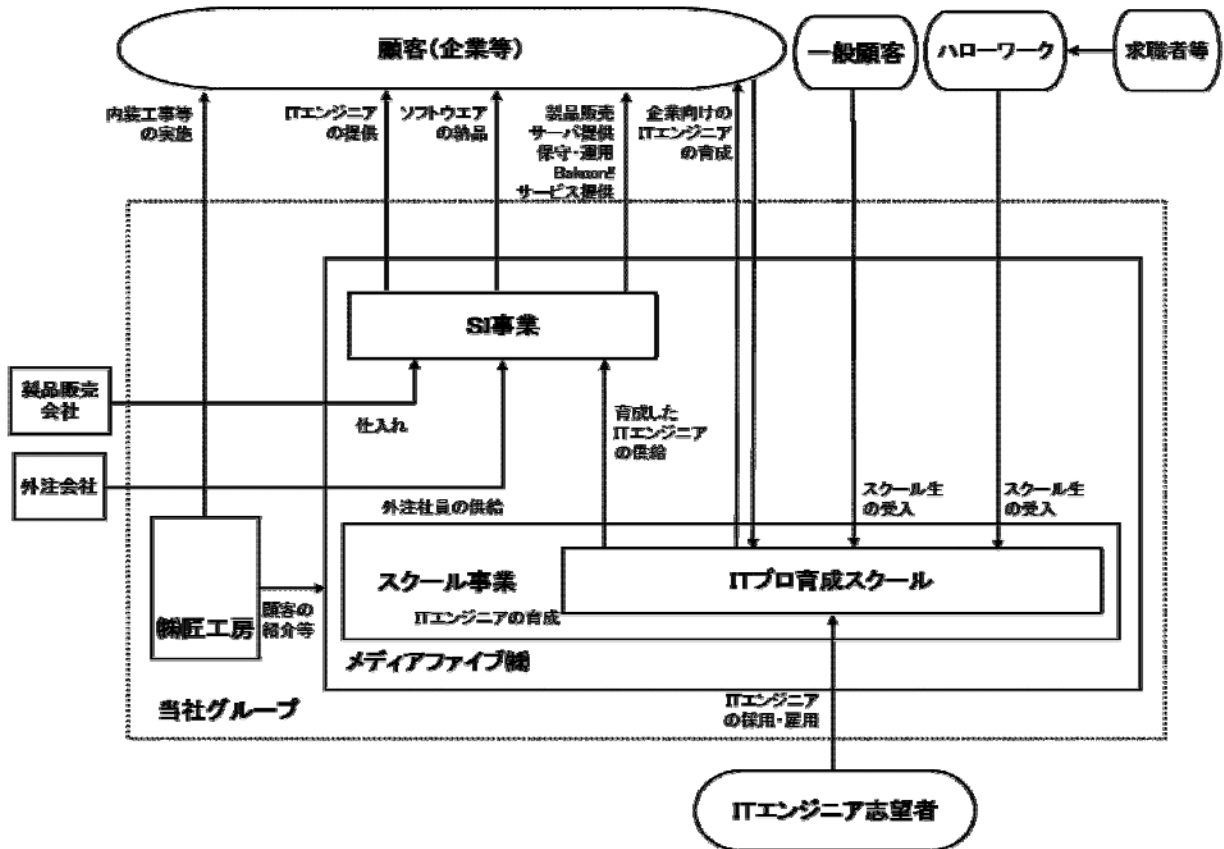 顧客(企業等)
一般顧客
ハローワーク
求職者等
内装工事等
の実施
ITエンジニア
の提供
ソフトウエア
の納品
製品販売
サーバ提供
保守・運用
Bakoon!!
サービス提供
企業向けの
ITエンジニア
の育成
SI事業
製品販売
会社
仕入れ
育成した
ITエンジニア
の供給
外注会社
外注社員の供給
スクール生
の受入
スクール生
の受入
スクール事業
ITプロ育成スクール
ITエンジニアの育成
㈱匠工房
顧客の
紹介等
メディアファイブ㈱
当社グループ
ITエンジニア
の採用・雇用
ITエンジニア志望者